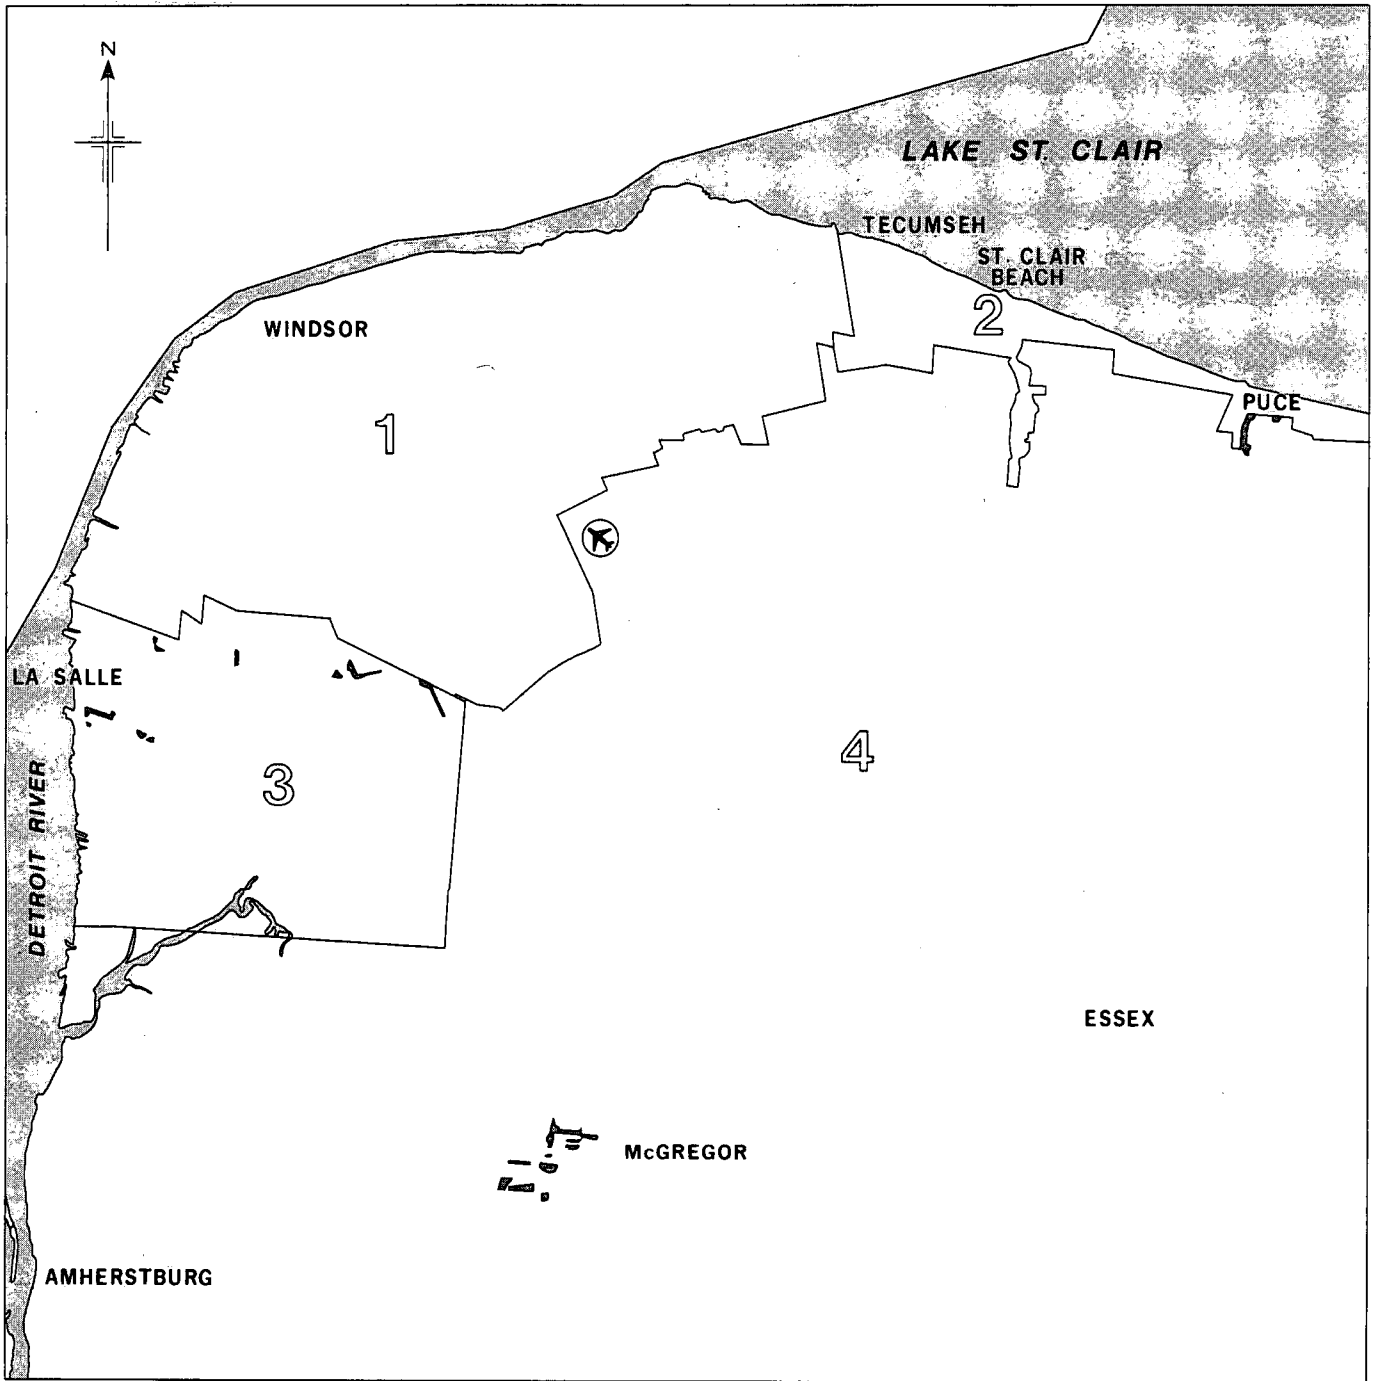 N
LAKE ST. CLAIR
TECUMSEH
ST. CLAIR
BEACH
2
WINDSOR
PUCE
1
LA SALLE
4
3
DETROIT RIVER
ESSEX
McGREGOR
AMHERSTBURG